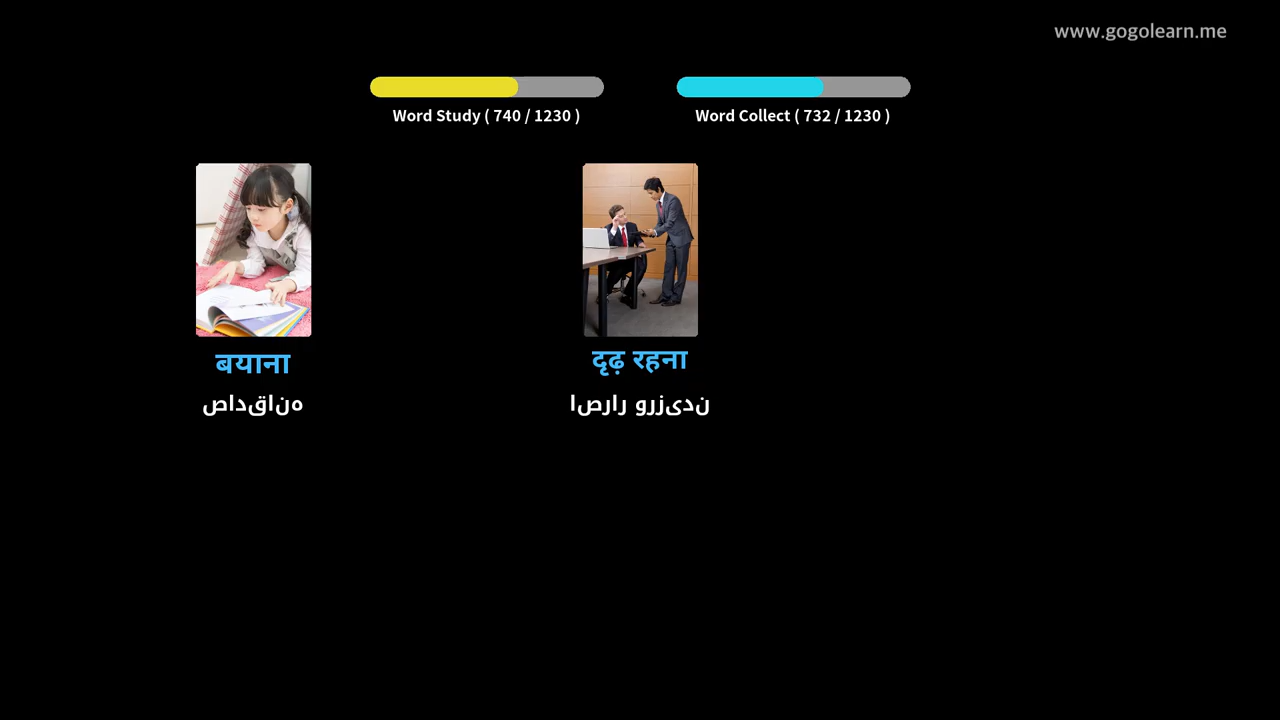 www.gogolearn.me
Word Study ( 740 / 1230 )
Word Collect ( 732 / 1230 )
बयाना
दृढ़ रहना
صادقانه
اصرار ورزیدن